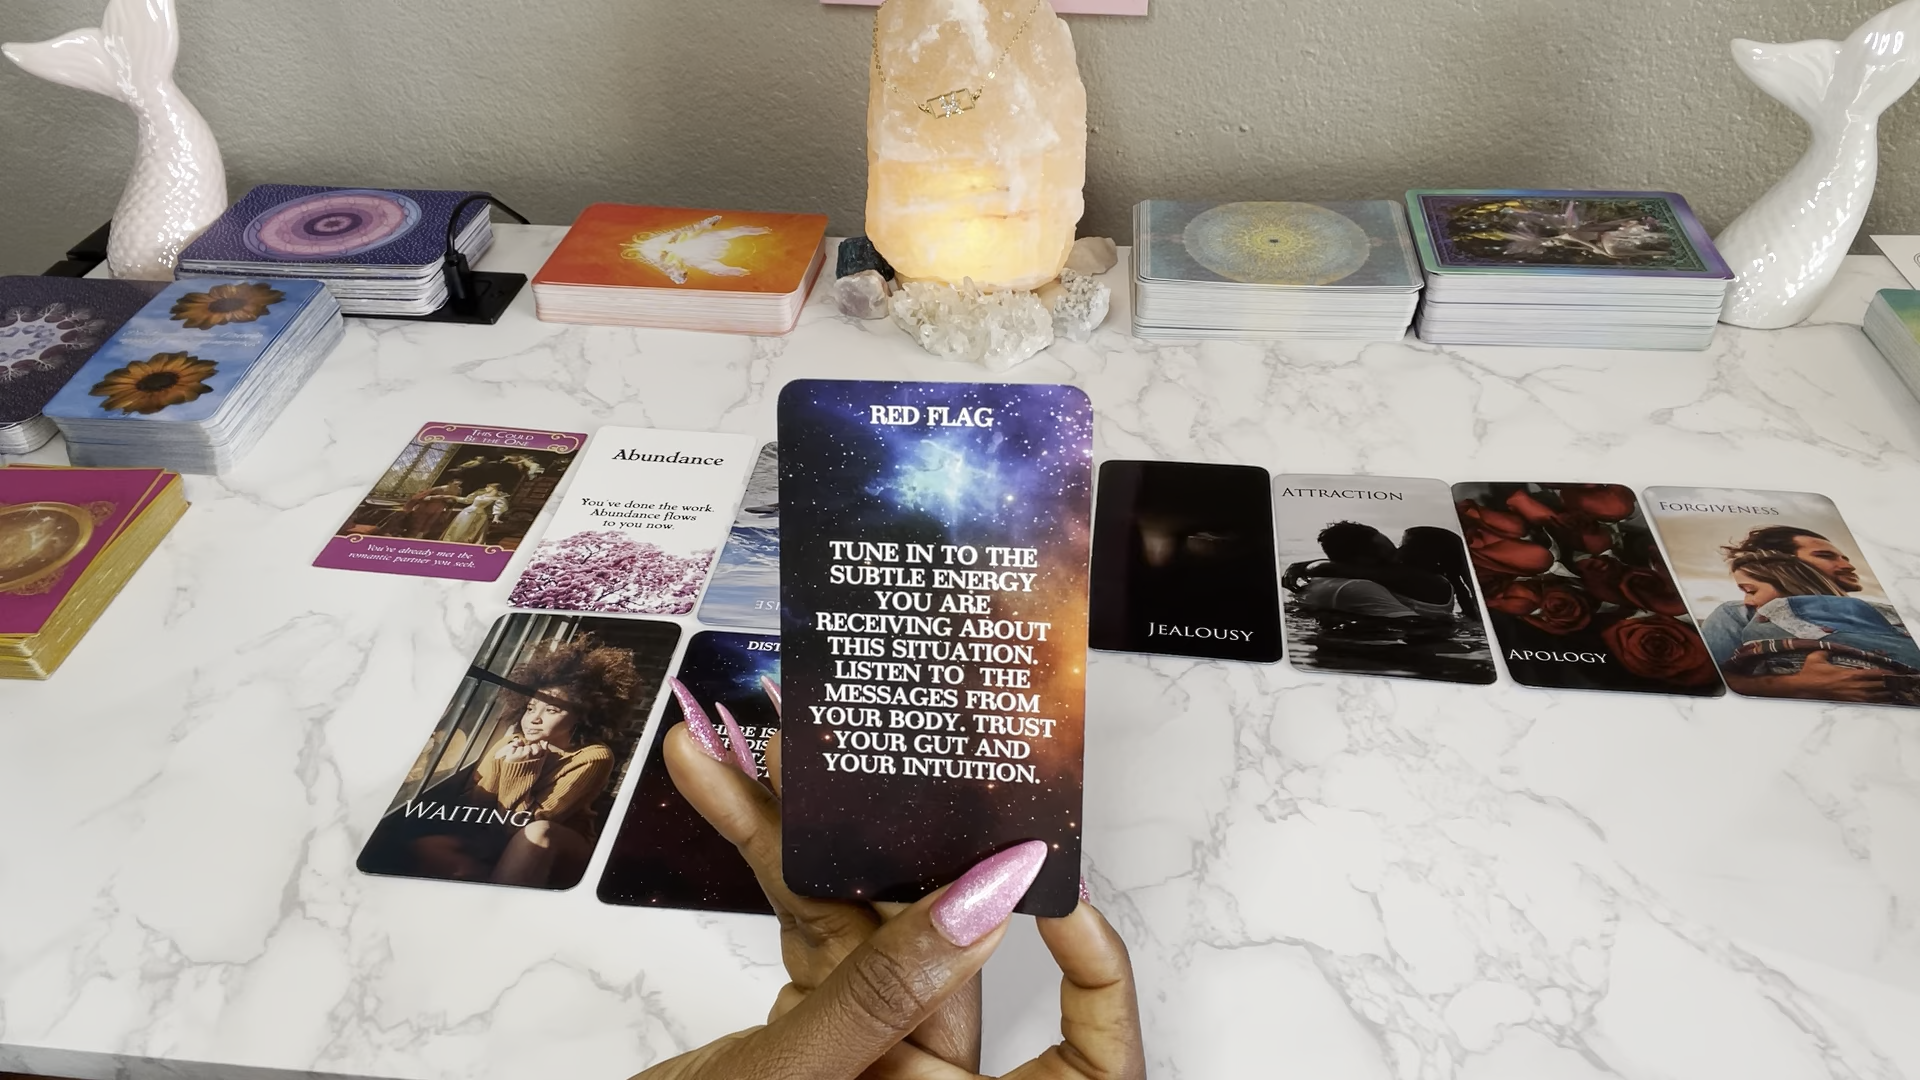 RED FLAG
TUNE IN TO THE
SUBTLE ENERGY
YOU ARE
RECEIVING ABOUT
THIS SITUATION.
LISTEN TO THE
MESSAGES FROM
YOUR BODY. TRUST
YOUR GUT AND
YOUR INTUITION.
THIS COULD
BE THE ONE
You've already met the
romantic partner you seek.
Abundance
You've done the work.
Abundance flows
to you now.
JEALOUSY
ATTRACTION
APOLOGY
FORGIVENESS
WAITING